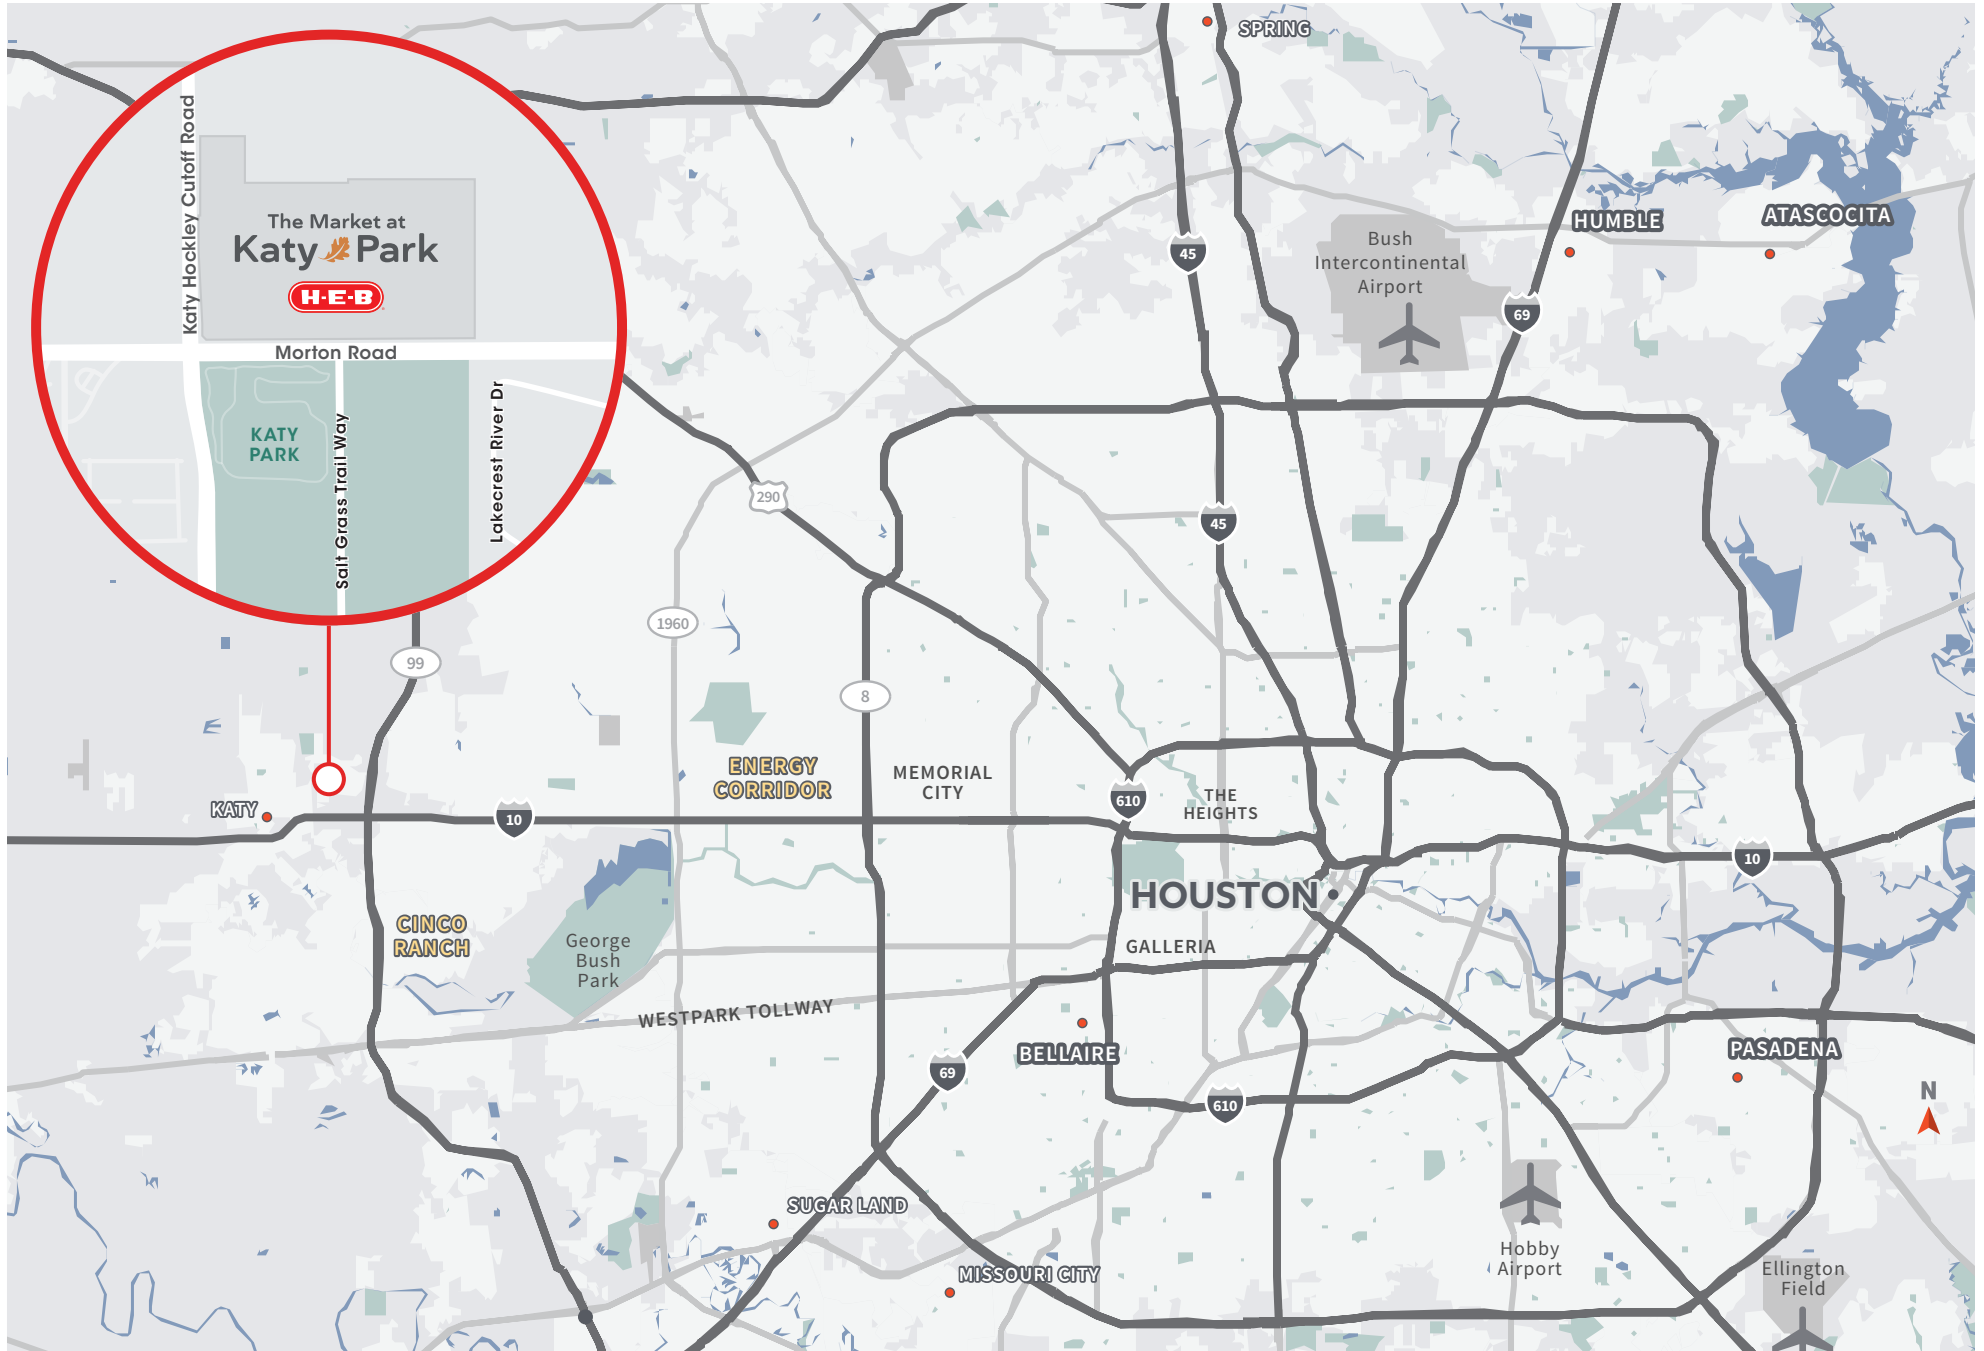 SPRING
Katy Hockley Cutoff Road
The Market at
Katy Park
H-E-B
Morton Road
KATY
PARK
Salt Grass Trail Way
Lakecrest River Dr
HUMBLE
ATASCOCITA
Bush
Intercontinental
Airport
45
69
290
45
1960
99
8
ENERGY
CORRIDOR
MEMORIAL
CITY
610
THE
HEIGHTS
KATY
10
10
HOUSTON
CINCO
RANCH
George
Bush
Park
GALLERIA
WESTPARK TOLLWAY
BELLAIRE
PASADENA
69
610
N
SUGAR LAND
MISSOURI CITY
Hobby
Airport
Ellington
Field